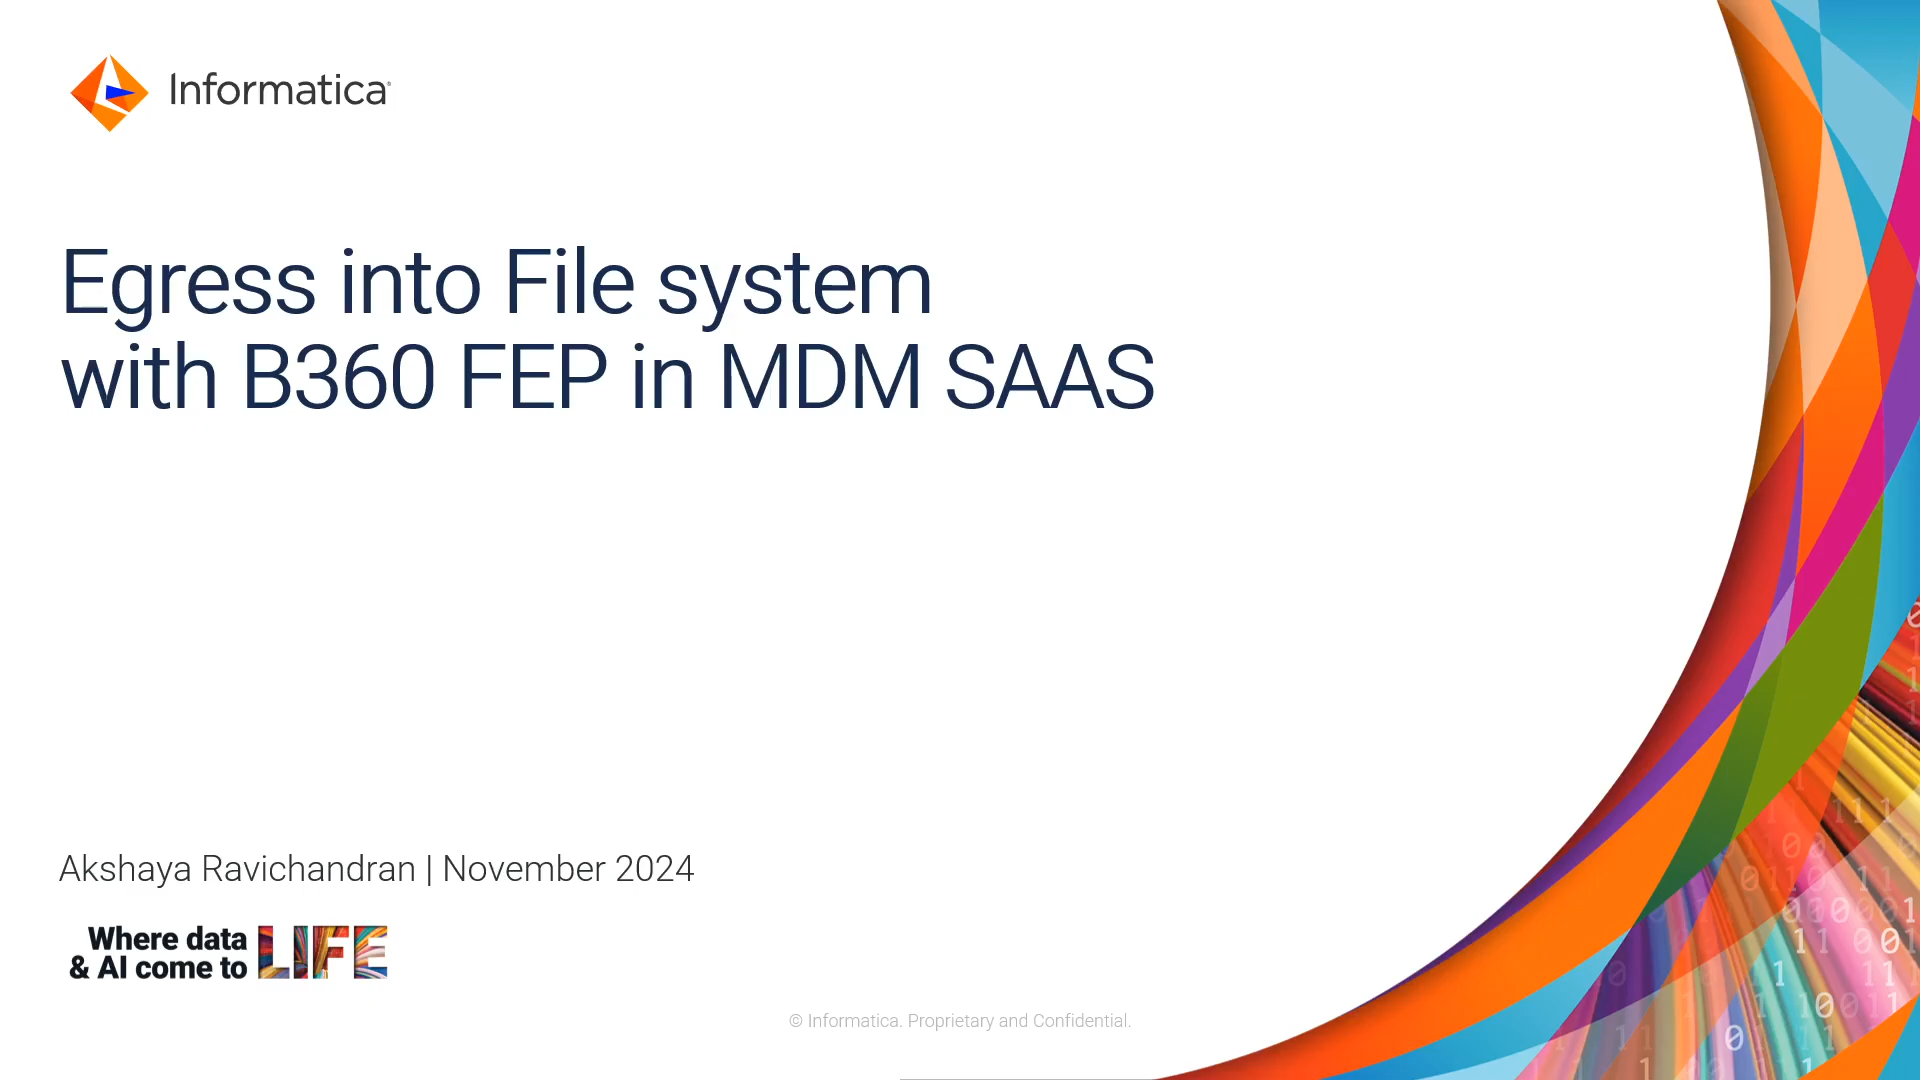 Informatica®
Egress into File system
with B360 FEP in MDM SAAS
Akshaya Ravichandran | November 2024
Where data
& AI come to LIFE
© Informatica. Proprietary and Confidential.